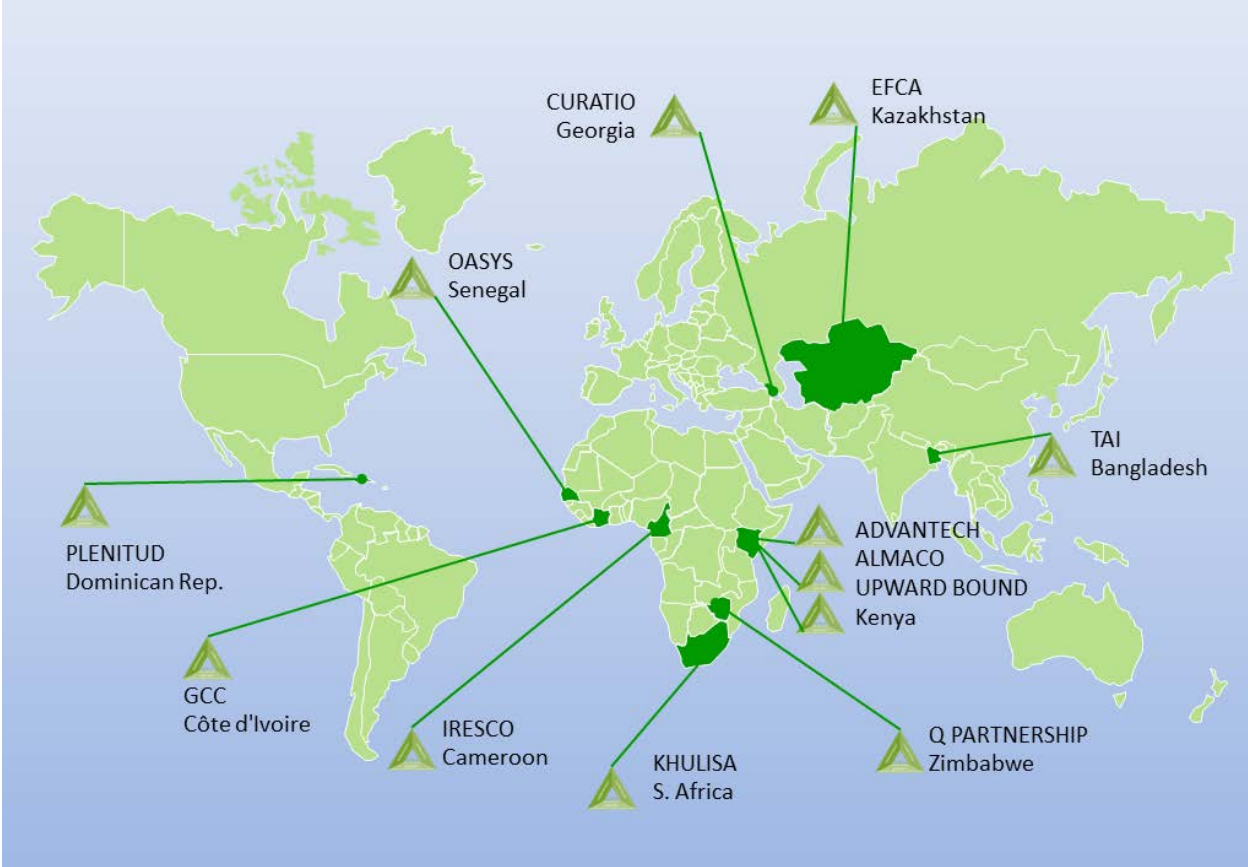 EFCA
Kazakhstan
CURATIO
Georgia
OASYS
Senegal
TAI
Bangladesh
ADVANTECH
ALMACO
UPWARD BOUND
Kenya
PLENITUD
Dominican Rep.
GCC
Côte d'Ivoire
IRESCO
Cameroon
Q PARTNERSHIP
Zimbabwe
KHULISA
S. Africa